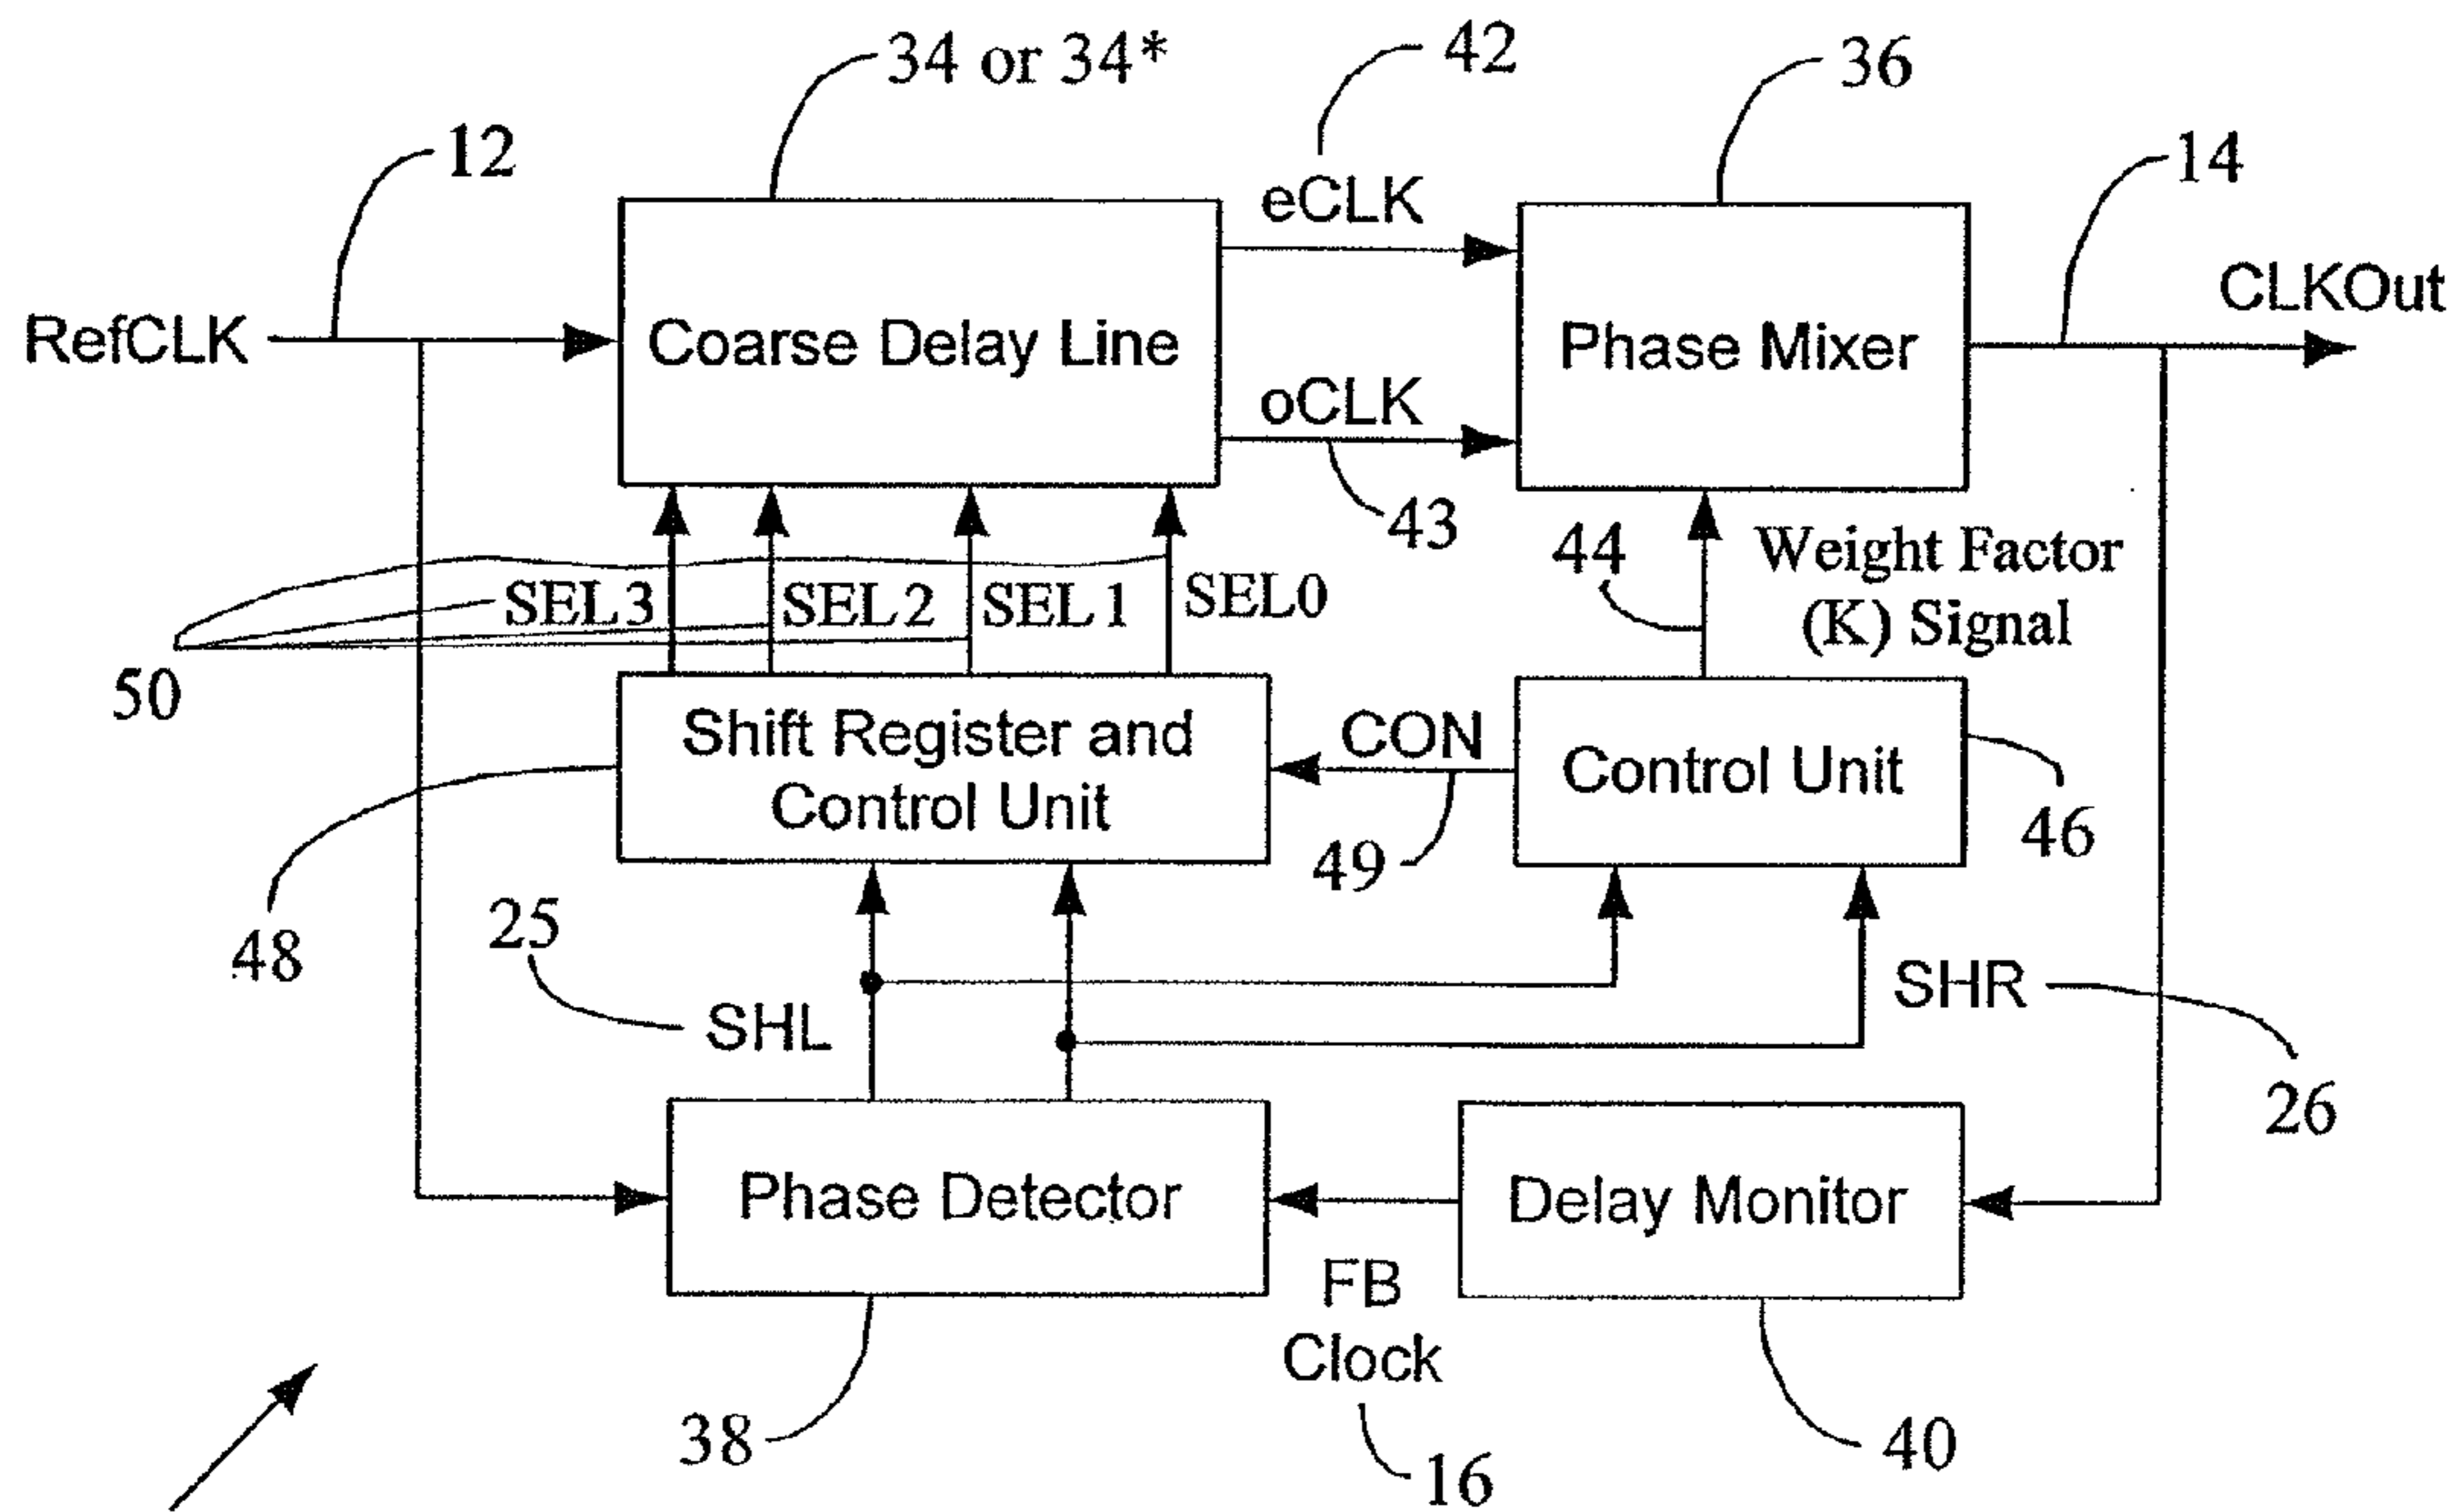 34 or 34*
42
36
12
14
eCLK
CLKOut
RefCLK
Coarse Delay Line
Phase Mixer
oCLK
43
44
Weight Factor
(K) Signal
SEL3
SEL2
SEL1
SEL0
50
Shift Register and
Control Unit
CON
Control Unit
49
46
48
25
SHL
SHR
26
Phase Detector
Delay Monitor
FB
Clock
38
16
40